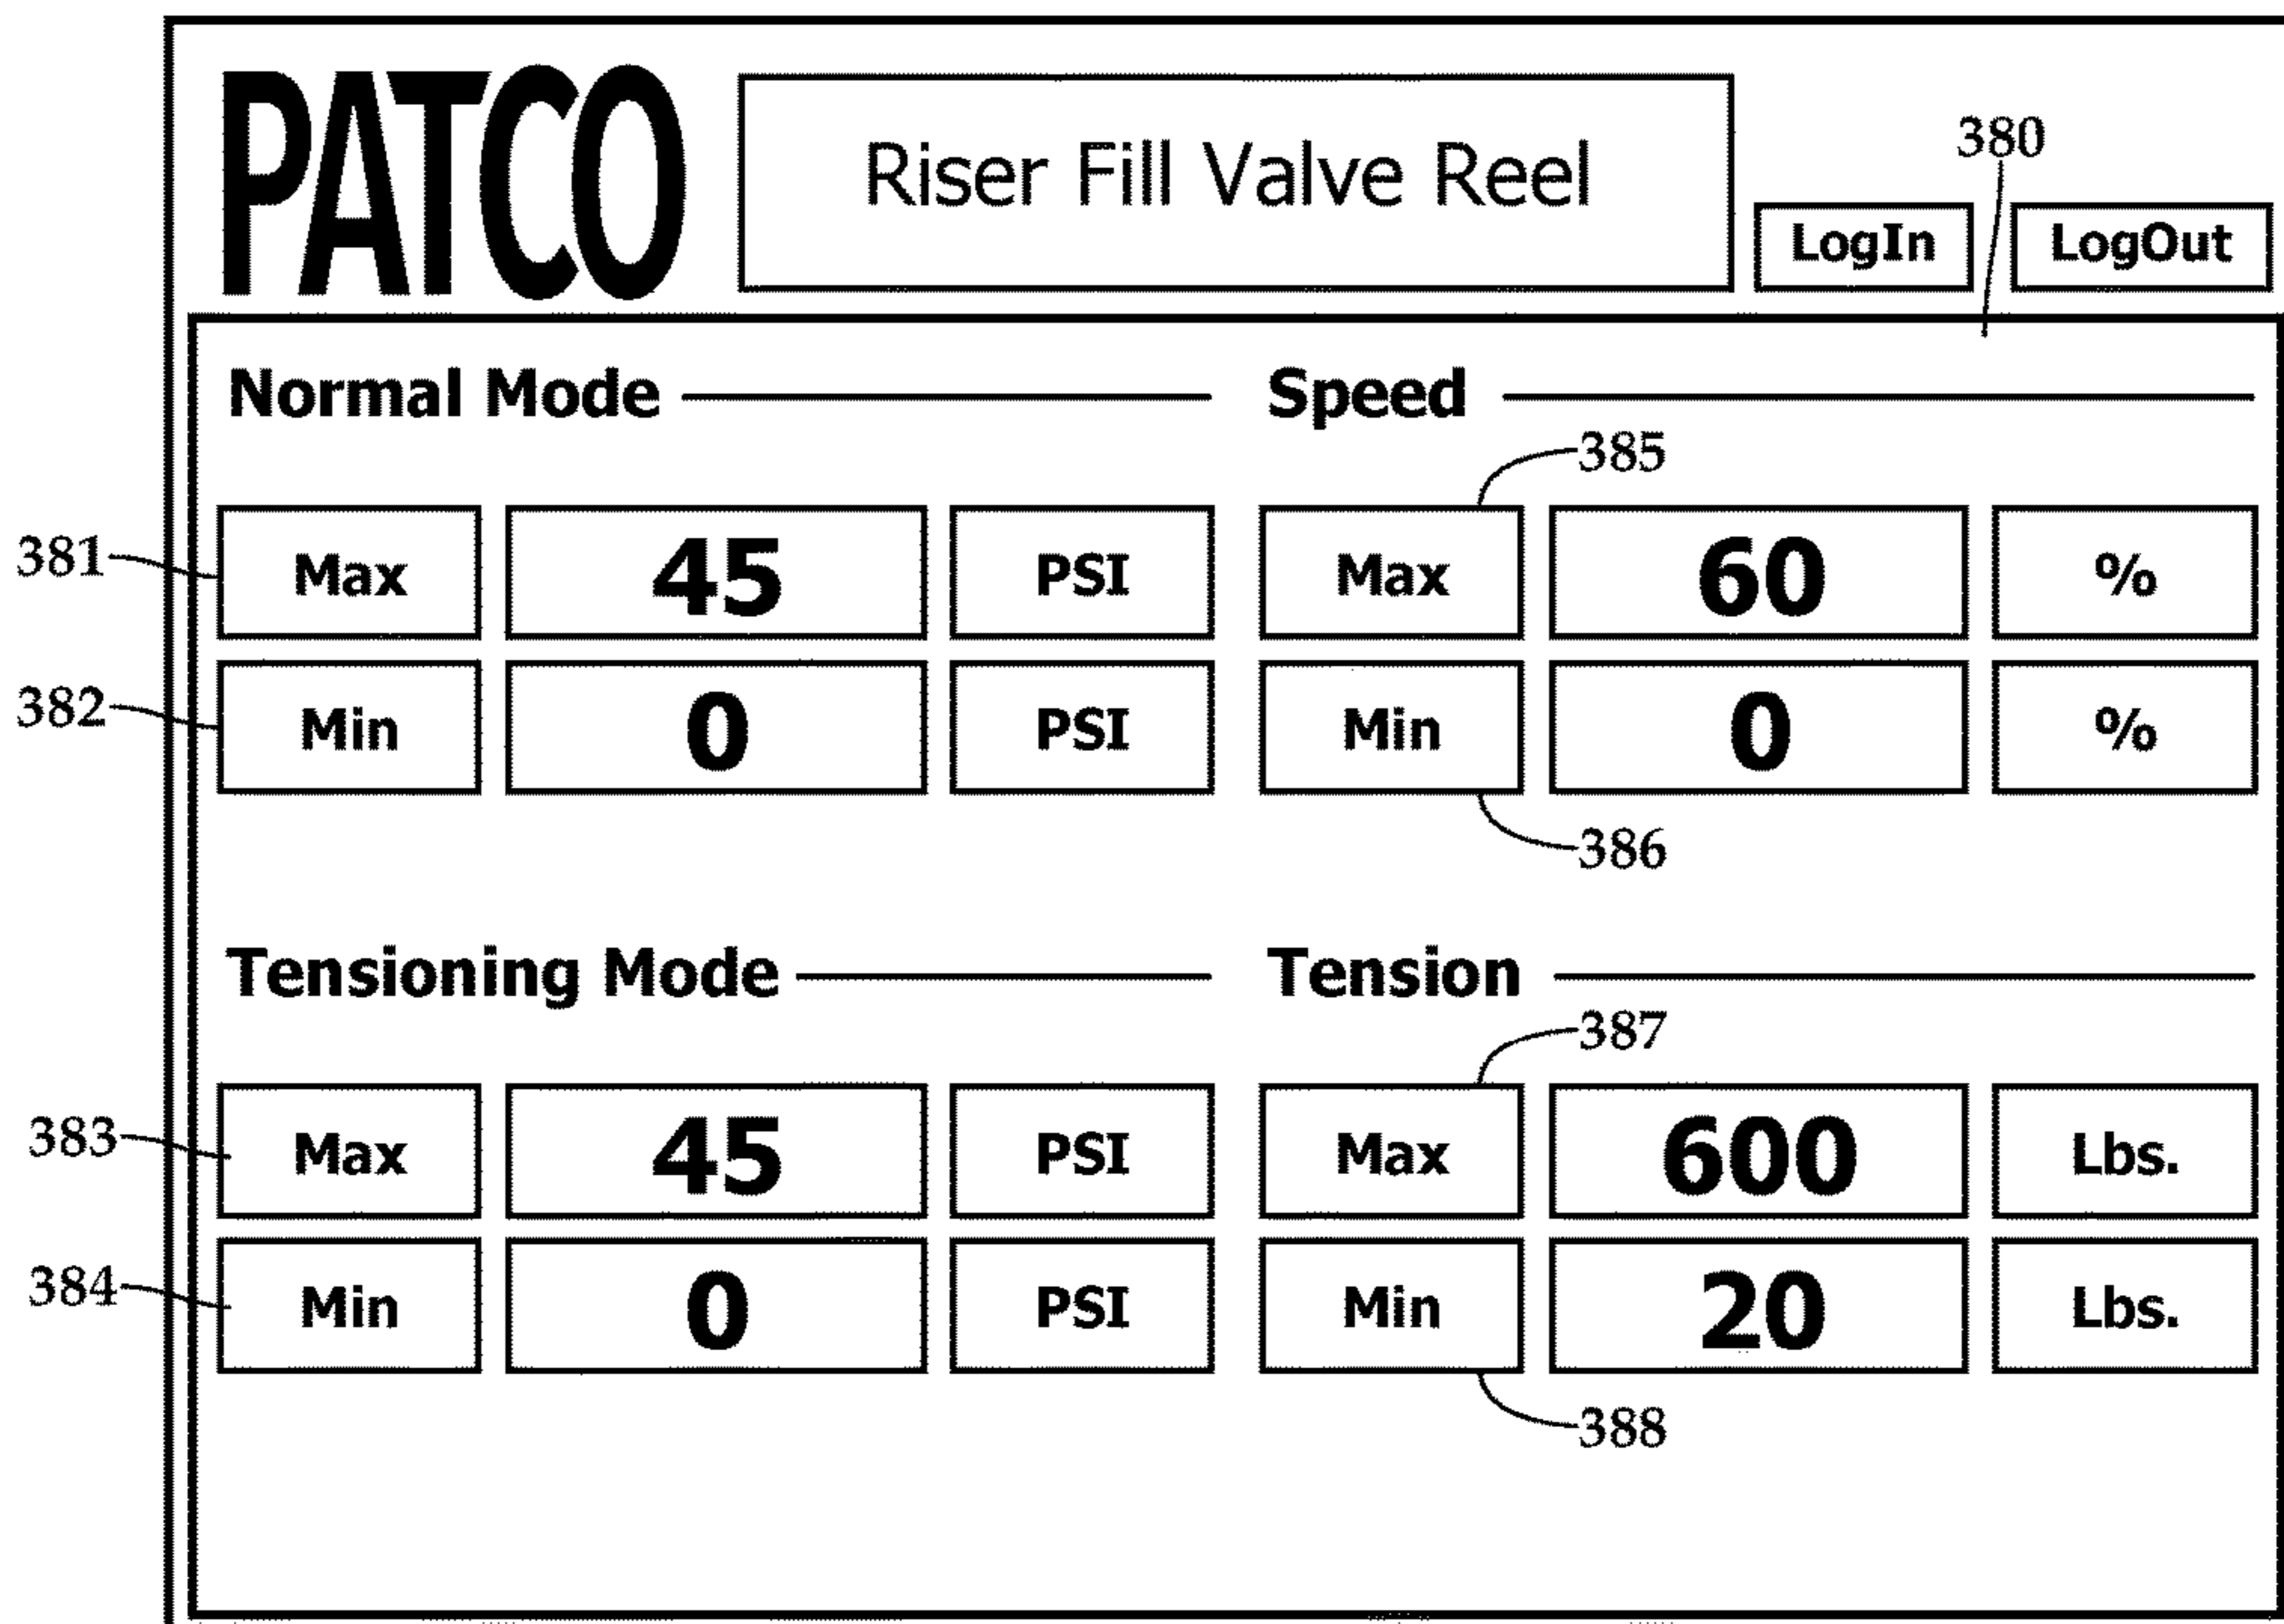 PATCO
Riser Fill Valve Reel
380
LogIn LogOut
Normal Mode Speed
385
381 Max 45 PSI Max 60 %
382 Min 0 PSI Min 0 %
386
Tensioning Mode Tension
387
383 Max 45 PSI Max 600 Lbs.
384 Min 0 PSI Min 20 Lbs.
388